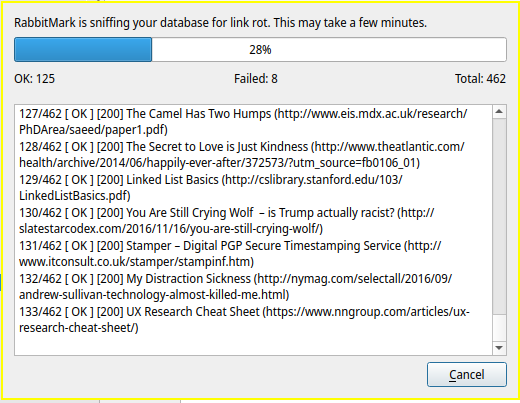 RabbitMark is sniffing your database for link rot. This may take a few minutes.
28%
OK: 125 Failed: 8 Total: 462
127/462 [ OK ] [200] The Camel Has Two Humps (http://www.eis.mdx.ac.uk/research/
PhDArea/saeed/paper1.pdf)
128/462 [ OK ] [200] The Secret to Love is Just Kindness (http://www.theatlantic.com/
health/archive/2014/06/happily-ever-after/372573/?utm_source=fb0106_01)
129/462 [ OK ] [200] Linked List Basics (http://cslibrary.stanford.edu/103/
LinkedListBasics.pdf)
130/462 [ OK ] [200] You Are Still Crying Wolf – is Trump actually racist? (http://
slatestarcodex.com/2016/11/16/you-are-still-crying-wolf/)
131/462 [ OK ] [200] Stamper – Digital PGP Secure Timestamping Service (http://
www.itconsult.co.uk/stamper/stampinf.htm)
132/462 [ OK ] [200] My Distraction Sickness (http://nymag.com/selectall/2016/09/
andrew-sullivan-technology-almost-killed-me.html)
133/462 [ OK ] [200] UX Research Cheat Sheet (https://www.nngroup.com/articles/ux-
research-cheat-sheet/)
Cancel